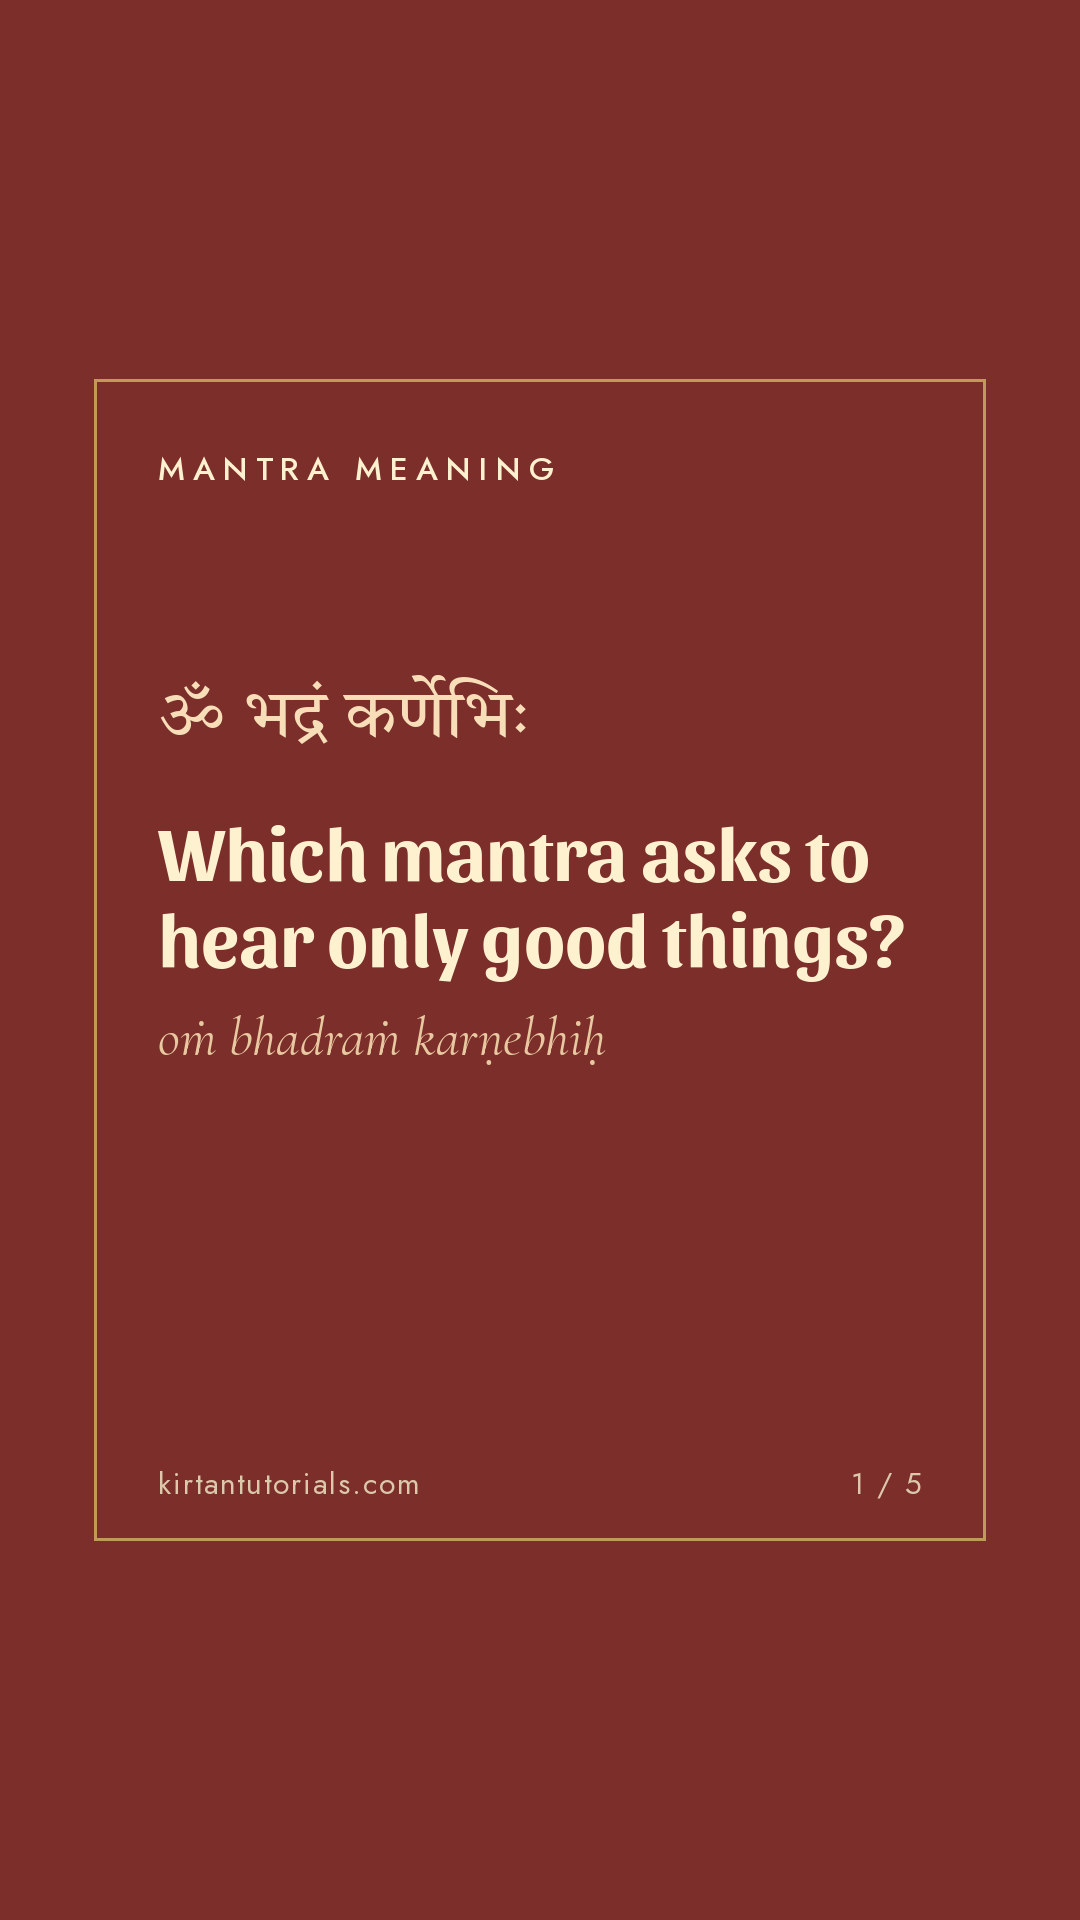 MANTRA MEANING
ॐ भद्रं कर्णेभिः
Which mantra asks to
hear only good things?
oṁ bhadraṁ karṇebhiḥ
kirtantutorials.com
1 / 5